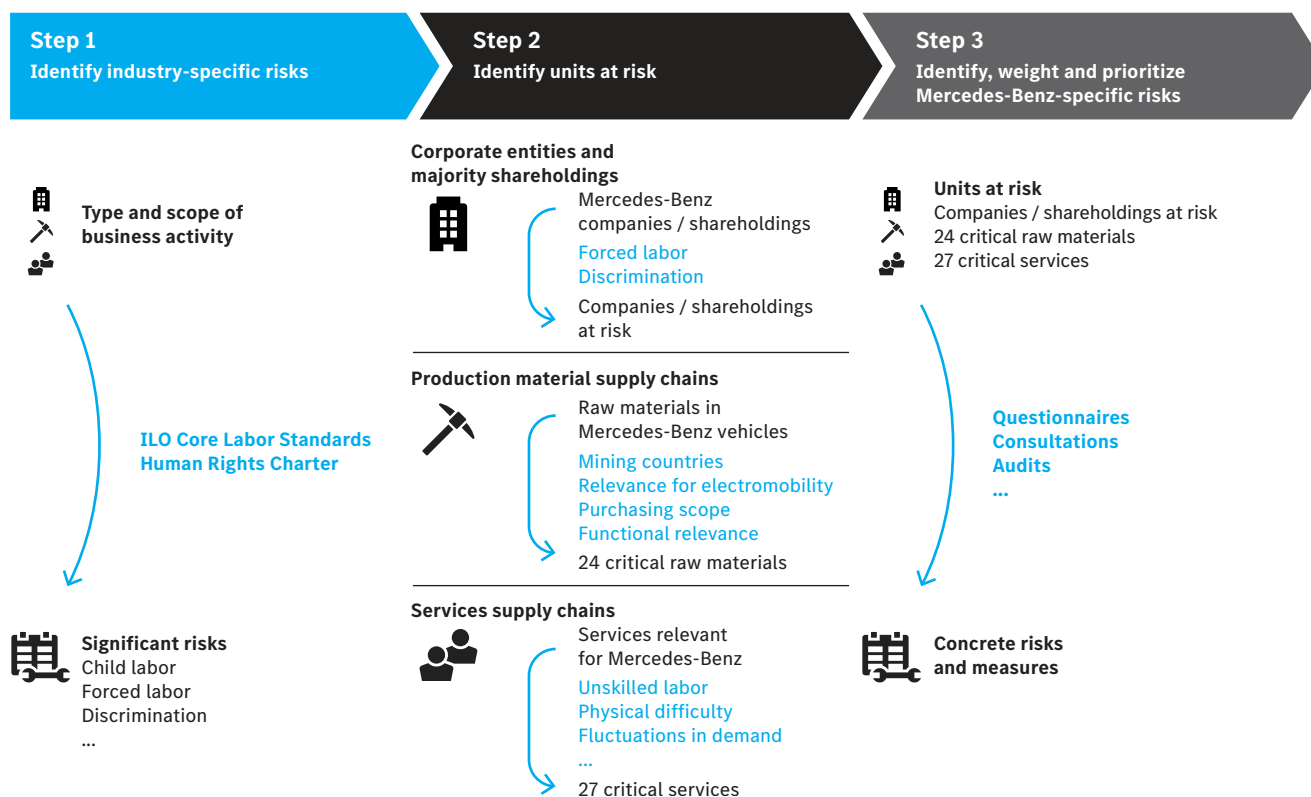 Step 1
Identify industry-specific risks
Step 2
Identify units at risk
Step 3
Identify, weight and prioritize
Mercedes-Benz-specific risks
Type and scope of
business activity
ILO Core Labor Standards
Human Rights Charter
Significant risks
Child labor
Forced labor
Discrimination
...
Corporate entities and
majority shareholdings
Mercedes-Benz
companies / shareholdings
Forced labor
Discrimination
Companies / shareholdings
at risk
Production material supply chains
Raw materials in
Mercedes-Benz vehicles
Mining countries
Relevance for electromobility
Purchasing scope
Functional relevance
24 critical raw materials
Services supply chains
Services relevant
for Mercedes-Benz
Unskilled labor
Physical difficulty
Fluctuations in demand
...
27 critical services
Units at risk
Companies / shareholdings at risk
24 critical raw materials
27 critical services
Questionnaires
Consultations
Audits
...
Concrete risks
and measures